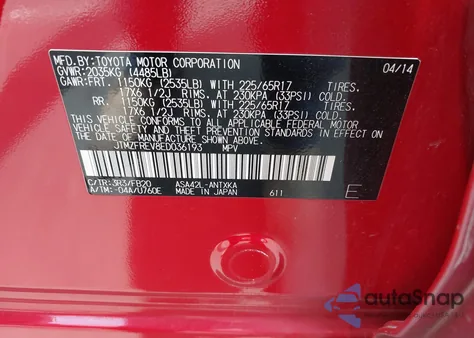 MFD.BY:TOYOTA MOTOR CORPORATION 04/14
GVWR:2035KG (4485LB)
GAWR:FRT. 1150KG (2535LB) WITH 225/65R17 TIRES.
17X6 1/2J RIMS. AT 230KPA (33PSI) COLD
RR. 1150KG (2535LB) WITH 225/65R17 TIRES.
17X6 1/2J RIMS. AT 230KPA (33PSI) COLD
THIS VEHICLE CONFORMS TO ALL APPLICABLE FEDERAL MOTOR
VEHICLE SAFETY AND THEFT PREVENTION STANDARDS IN EFFECT ON
THE DATE OF MANUFACTURE SHOWN ABOVE.
JTMZFREV8ED036193 MPV
C/TR:3R3/FB20 ASA42L-ANTXKA
A/TM:-04A/U760E MADE IN JAPAN 611 E
autoSnap